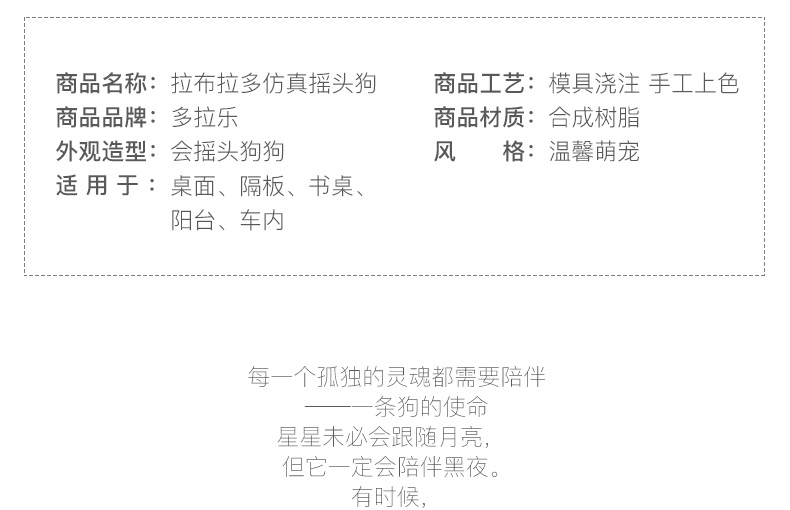 商品名称：拉布拉多仿真摇头狗
商品品牌：多拉乐
外观造型：会摇头狗狗
适用于：桌面、隔板、书桌、
阳台、车内
商品工艺：模具浇注 手工上色
商品材质：合成树脂
风　　格：温馨萌宠
每一个孤独的灵魂都需要陪伴
——一条狗的使命
星星未必会跟随月亮，
但它一定会陪伴黑夜。
有时候，